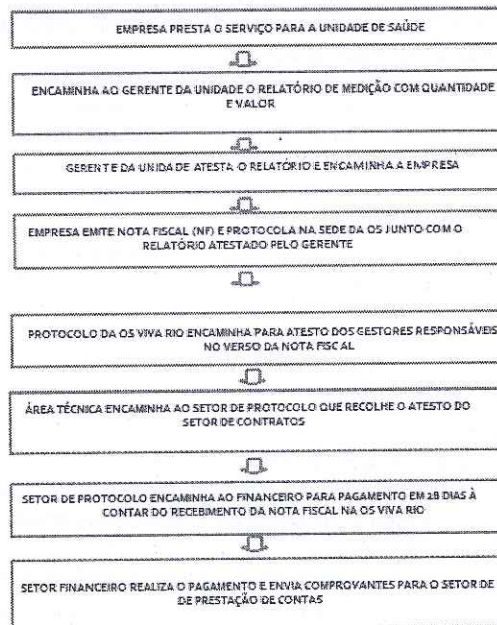 EMPRESA PRESTA O SERVIÇO PARA A UNIDADE DE SAÚDE
ENCAMINHA AO GERENTE DA UNIDADE O RELATÓRIO DE MEDIÇÃO COM QUANTIDADE
E VALOR
GERENTE DA UNIDADE ATESTA O RELATÓRIO E ENCAMINHA A EMPRESA
EMPRESA EMITE NOTA FISCAL (NF) E PROTOCOLA NA SEDE DA OS JUNTO COM O
RELATÓRIO ATESTADO PELO GERENTE
PROTOCOLO DA OS VIVA RIO ENCAMINHA PARA ATESTO DOS GESTORES RESPONSÁVEIS
NO VERSO DA NOTA FISCAL
ÁREA TÉCNICA ENCAMINHA AO SETOR DE PROTOCOLO QUE RECOLHE O ATESTO DO
SETOR DE CONTRATOS
SETOR DE PROTOCOLO ENCAMINHA AO FINANCEIRO PARA PAGAMENTO EM 28 DIAS À
CONTAR DO RECEBIMENTO DA NOTA FISCAL NA OS VIVA RIO
SETOR FINANCEIRO REALIZA O PAGAMENTO E ENVIA COMPROVANTES PARA O SETOR DE
DE PRESTAÇÃO DE CONTAS